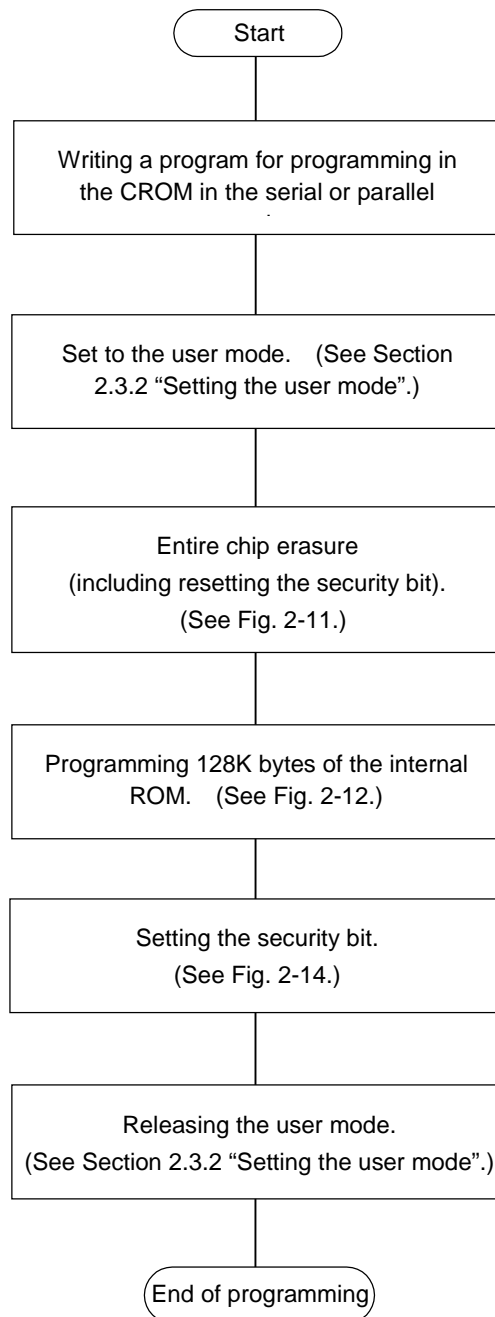 Start
Writing a program for programming in
the CROM in the serial or parallel
Set to the user mode. (See Section
2.3.2 “Setting the user mode”.)
Entire chip erasure
(including resetting the security bit).
(See Fig. 2-11.)
Programming 128K bytes of the internal
ROM. (See Fig. 2-12.)
Setting the security bit.
(See Fig. 2-14.)
Releasing the user mode.
(See Section 2.3.2 “Setting the user mode”.)
End of programming